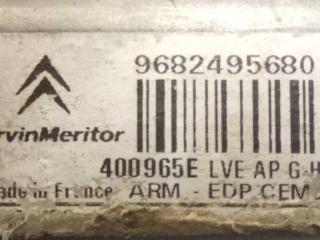 9682495680
rvinMeritor
400965E LVE AP G-H
ade in France ARM - EDP CEM